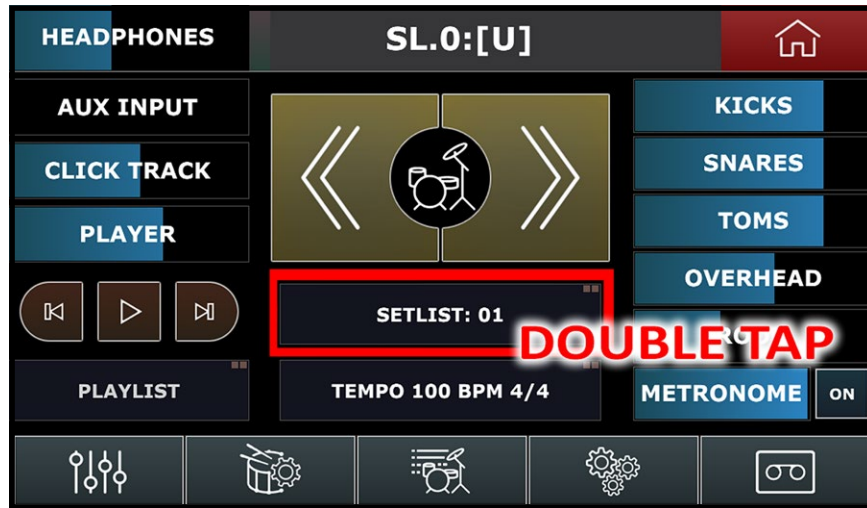 HEADPHONES
SL.0:[U]
AUX INPUT
KICKS
CLICK TRACK
SNARES
PLAYER
TOMS
OVERHEAD
SETLIST: 01
DOUBLE TAP
PLAYLIST
TEMPO 100 BPM 4/4
METRONOME
ON